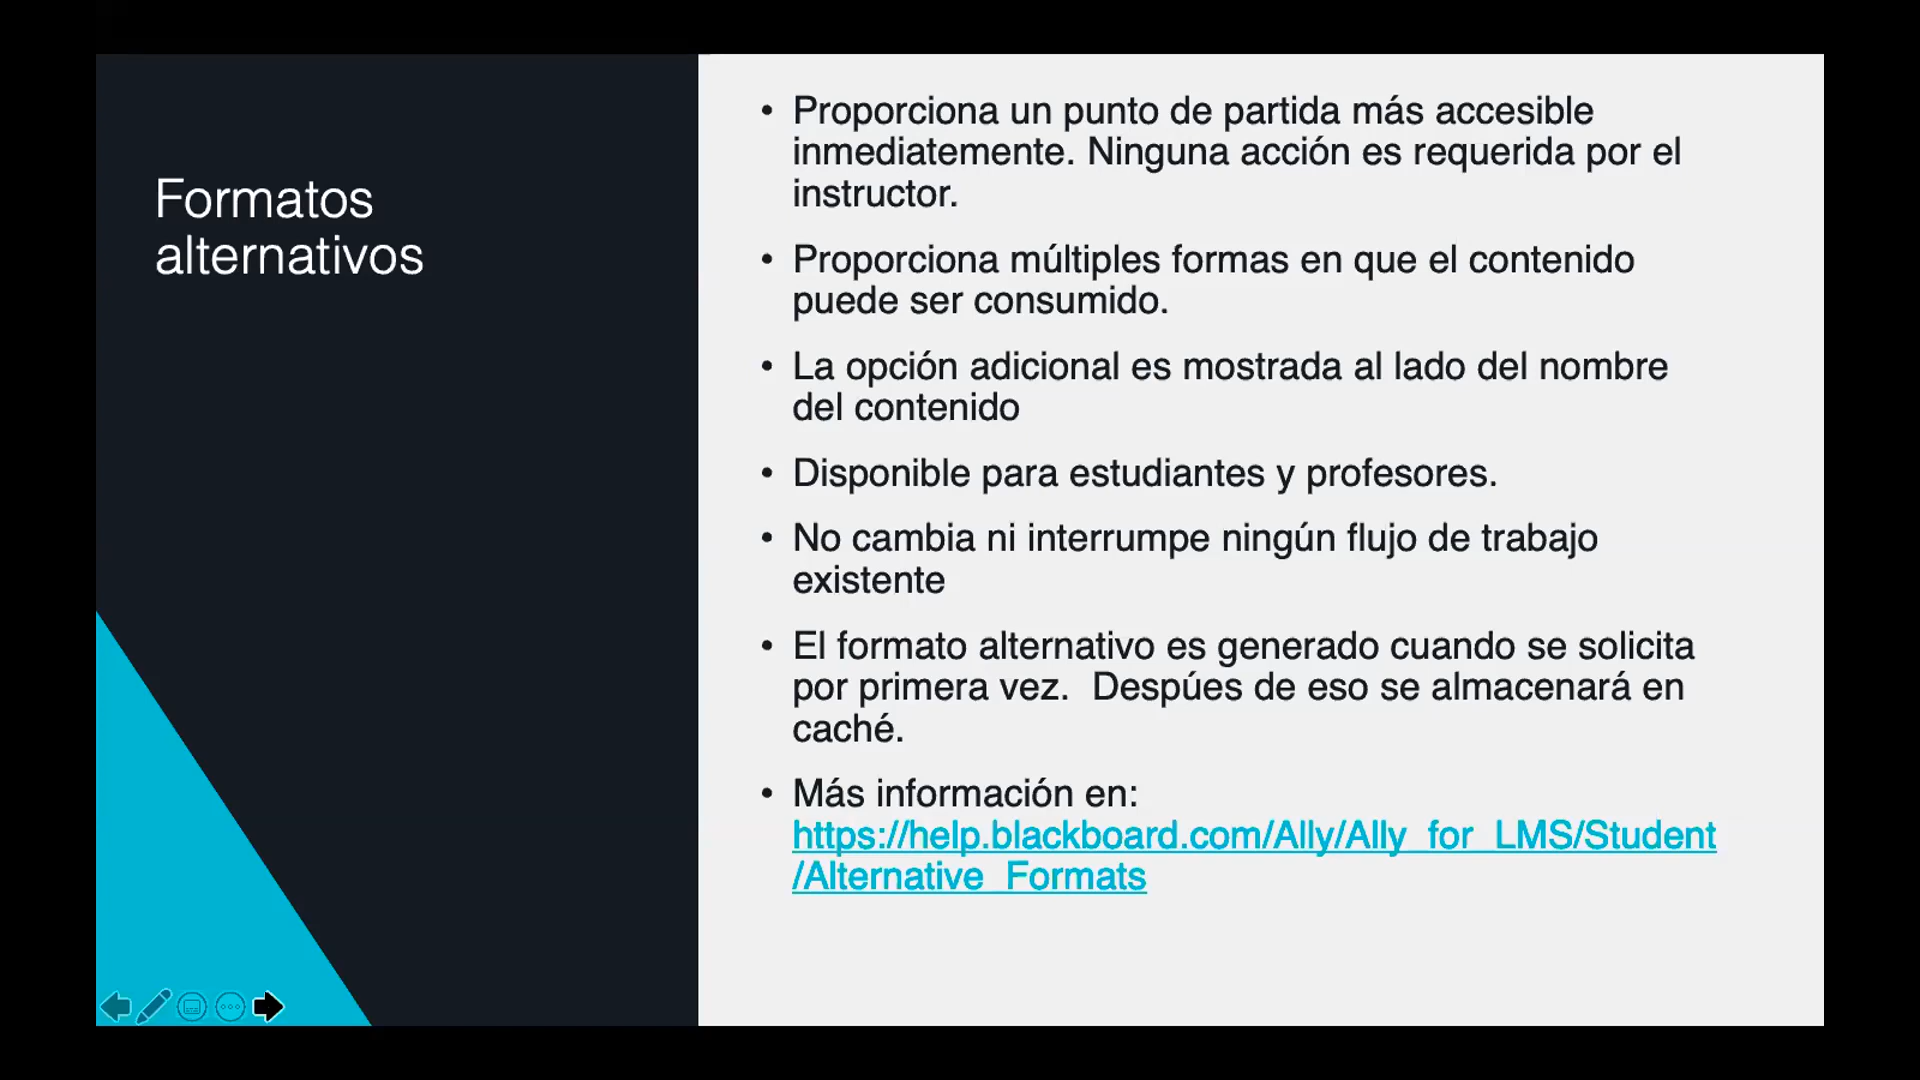 Formatos
alternativos
• Proporciona un punto de partida más accesible
inmediatemente. Ninguna acción es requerida por el
instructor.
• Proporciona múltiples formas en que el contenido
puede ser consumido.
• La opción adicional es mostrada al lado del nombre
del contenido
• Disponible para estudiantes y profesores.
• No cambia ni interrumpe ningún flujo de trabajo
existente
• El formato alternativo es generado cuando se solicita
por primera vez.  Despúes de eso se almacenará en
caché.
• Más información en:
https://help.blackboard.com/Ally/Ally_for_LMS/Student
/Alternative_Formats